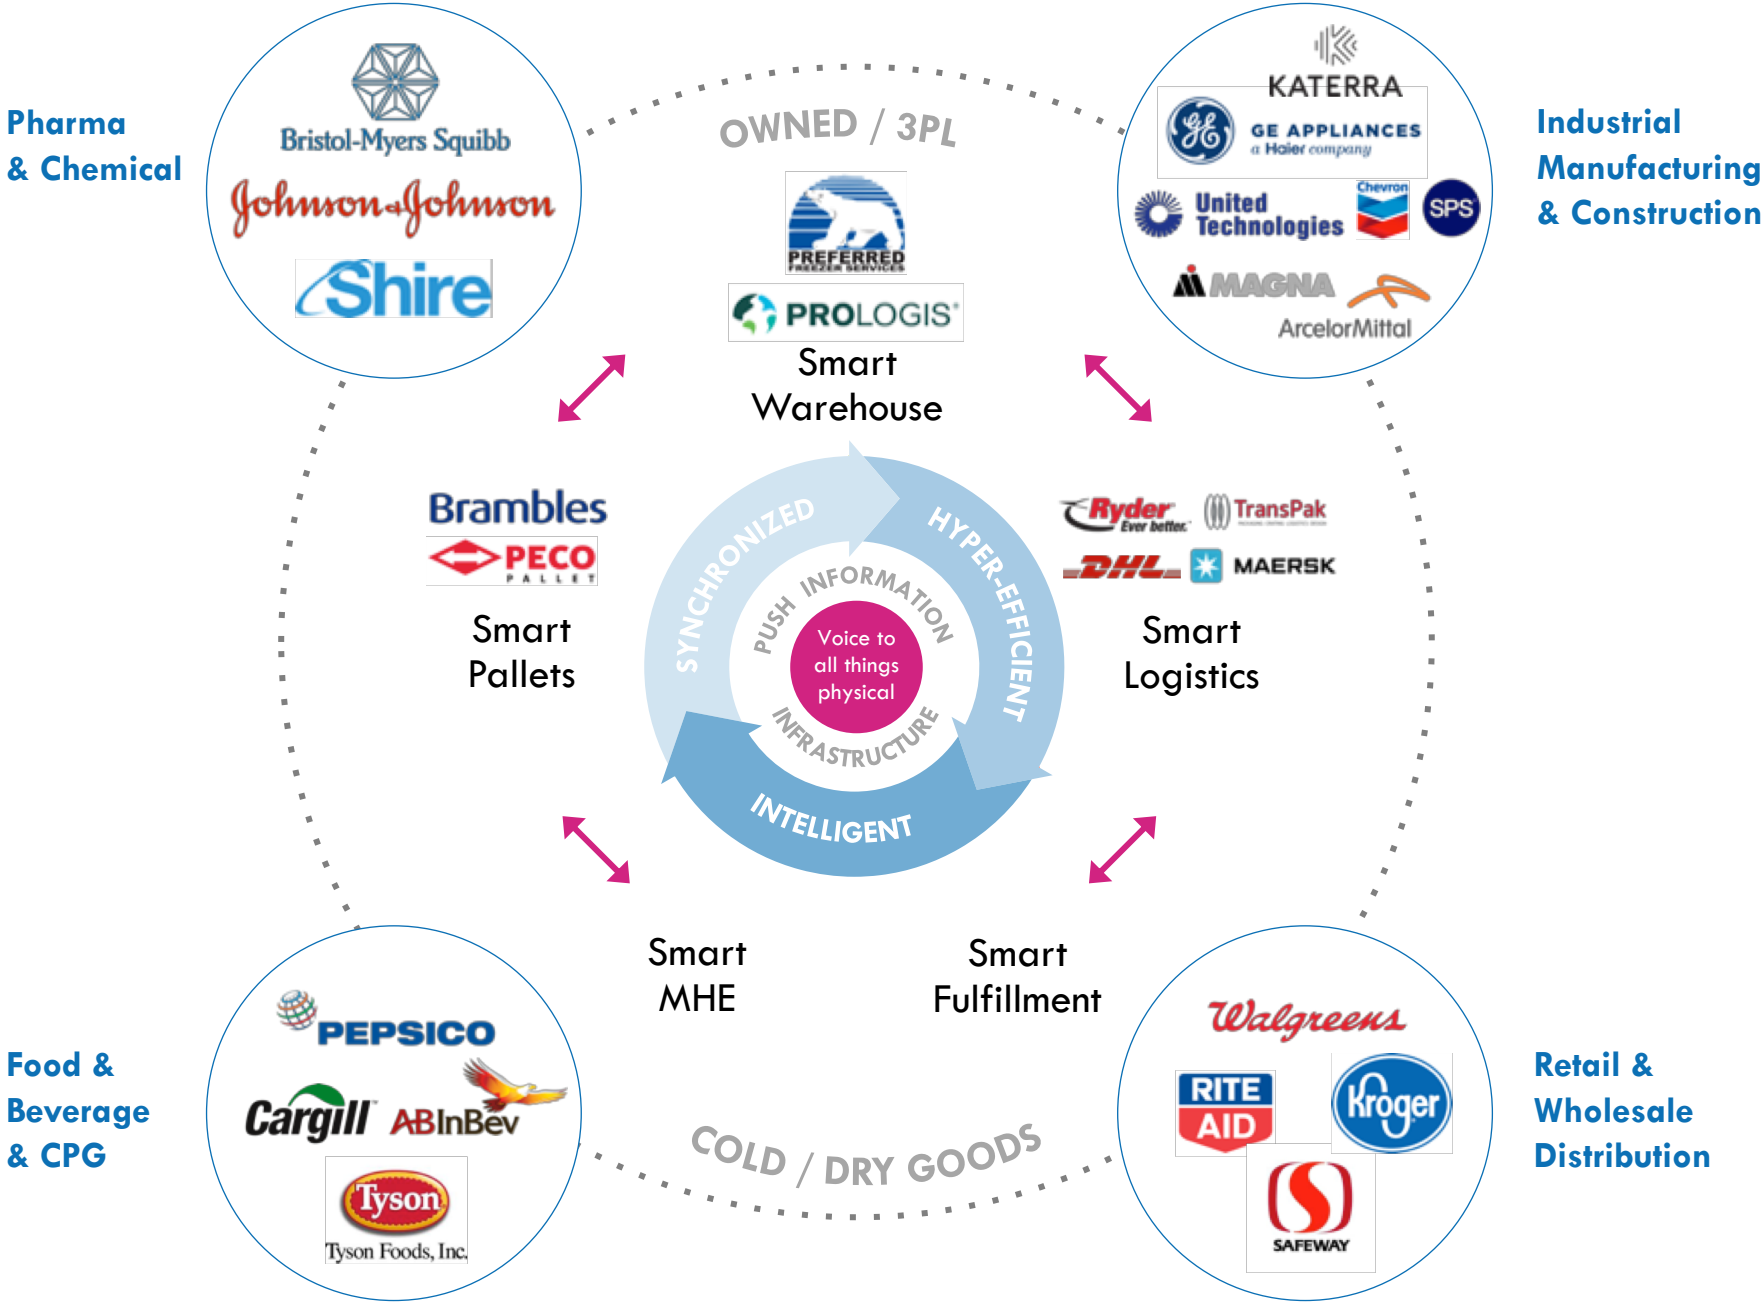 Pharma
& Chemical
Bristol-Myers Squibb
Johnson & Johnson
Shire
OWNED / 3PL
PREFERRED
FREEZER SERVICES
PROLOGIS®
Smart
Warehouse
KATERRA
GE APPLIANCES
a Haier company
United
Technologies
Chevron
SPS
MAGNA
ArcelorMittal
Industrial
Manufacturing
& Construction
Brambles
PECO
PALLET
Smart
Pallets
SYNCHRONIZED
HYPER-EFFICIENT
INTELLIGENT
PUSH INFORMATION
INFRASTRUCTURE
Voice to
all things
physical
Ryder
Ever better.
TransPak
DHL
MAERSK
Smart
Logistics
Smart
MHE
Smart
Fulfillment
Food &
Beverage
& CPG
PEPSICO
Cargill™
ABInBev
Tyson
Tyson Foods, Inc.
COLD / DRY GOODS
Walgreens
RITE
AID
Kroger
SAFEWAY
Retail &
Wholesale
Distribution